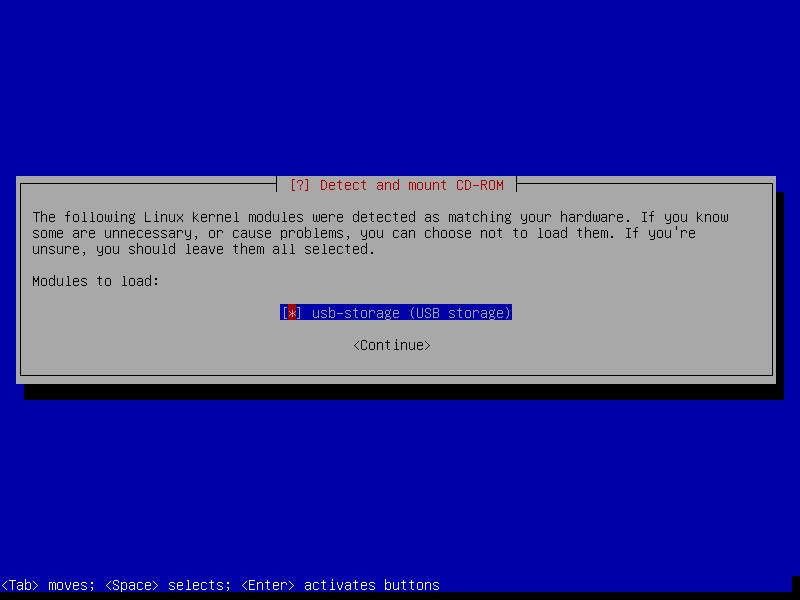 [?] Detect and mount CD-ROM
The following Linux kernel modules were detected as matching your hardware. If you know
some are unnecessary, or cause problems, you can choose not to load them. If you're
unsure, you should leave them all selected.
Modules to load:
[*] usb-storage (USB storage)
<Continue>
<Tab> moves; <Space> selects; <Enter> activates buttons